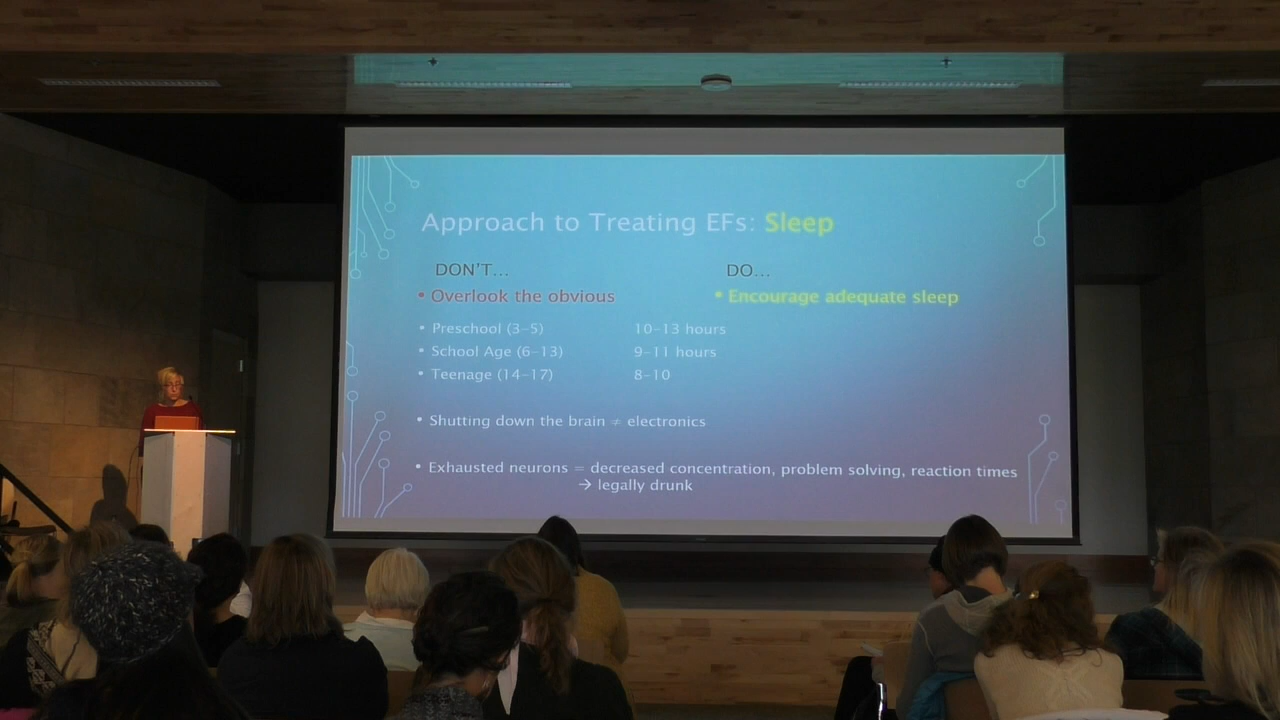 Approach to Treating EFs: Sleep
DON'T...
DO...
• Overlook the obvious
• Encourage adequate sleep
• Preschool (3–5) 10–13 hours
• School Age (6–13) 9–11 hours
• Teenage (14–17) 8–10
• Shutting down the brain ≠ electronics
• Exhausted neurons = decreased concentration, problem solving, reaction times
→ legally drunk